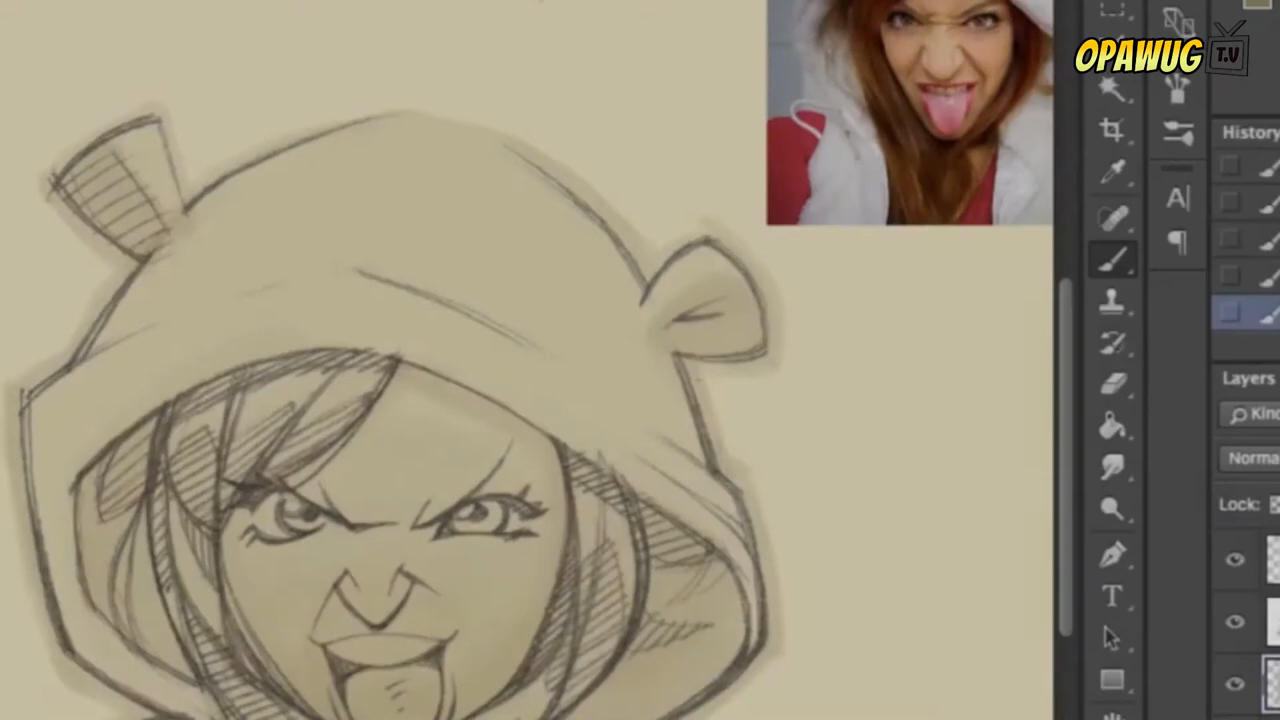 OPAWUG T.V
A|
¶
History
Layers
Kind
Norma
Lock:
T